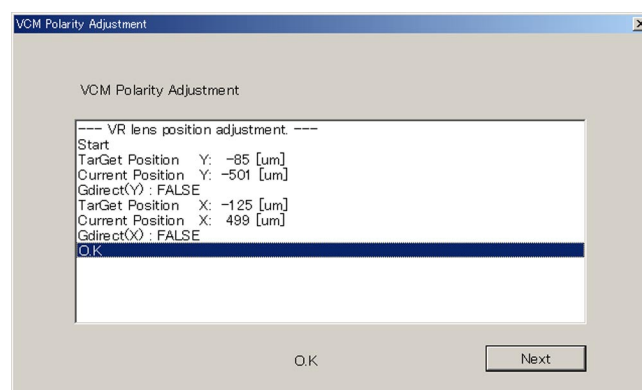 VCM Polarity Adjustment
VCM Polarity Adjustment
--- VR lens position adjustment. ---
Start
TarGet Position Y: -85 [um]
Current Position Y: -501 [um]
Gdirect(Y) : FALSE
TarGet Position X: -125 [um]
Current Position X: 499 [um]
Gdirect(X) : FALSE
O.K
O.K
Next